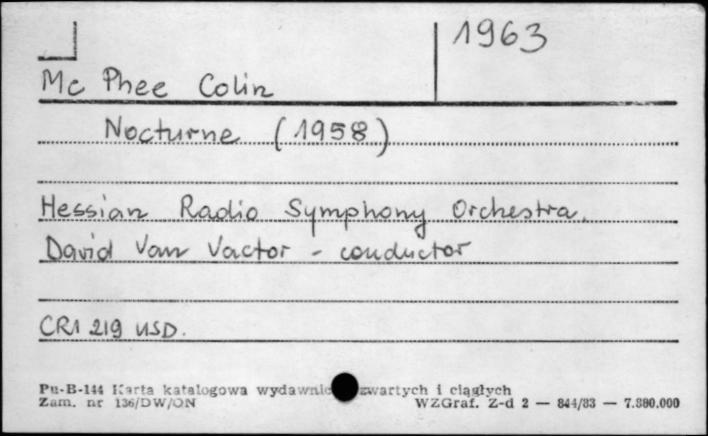 1963
Mc Phee Colin
Nocturne (1958)
Hessian Radio Symphony Orchestra,
David Van Vactor - conductor
CRI 219 USD.
Pu-B-144 Karta katalogowa wydawnic zwartych i ciągłych
Zam. nr 136/DW/ON WZGraf. Z-d 2 — 844/83 — 7.380.000